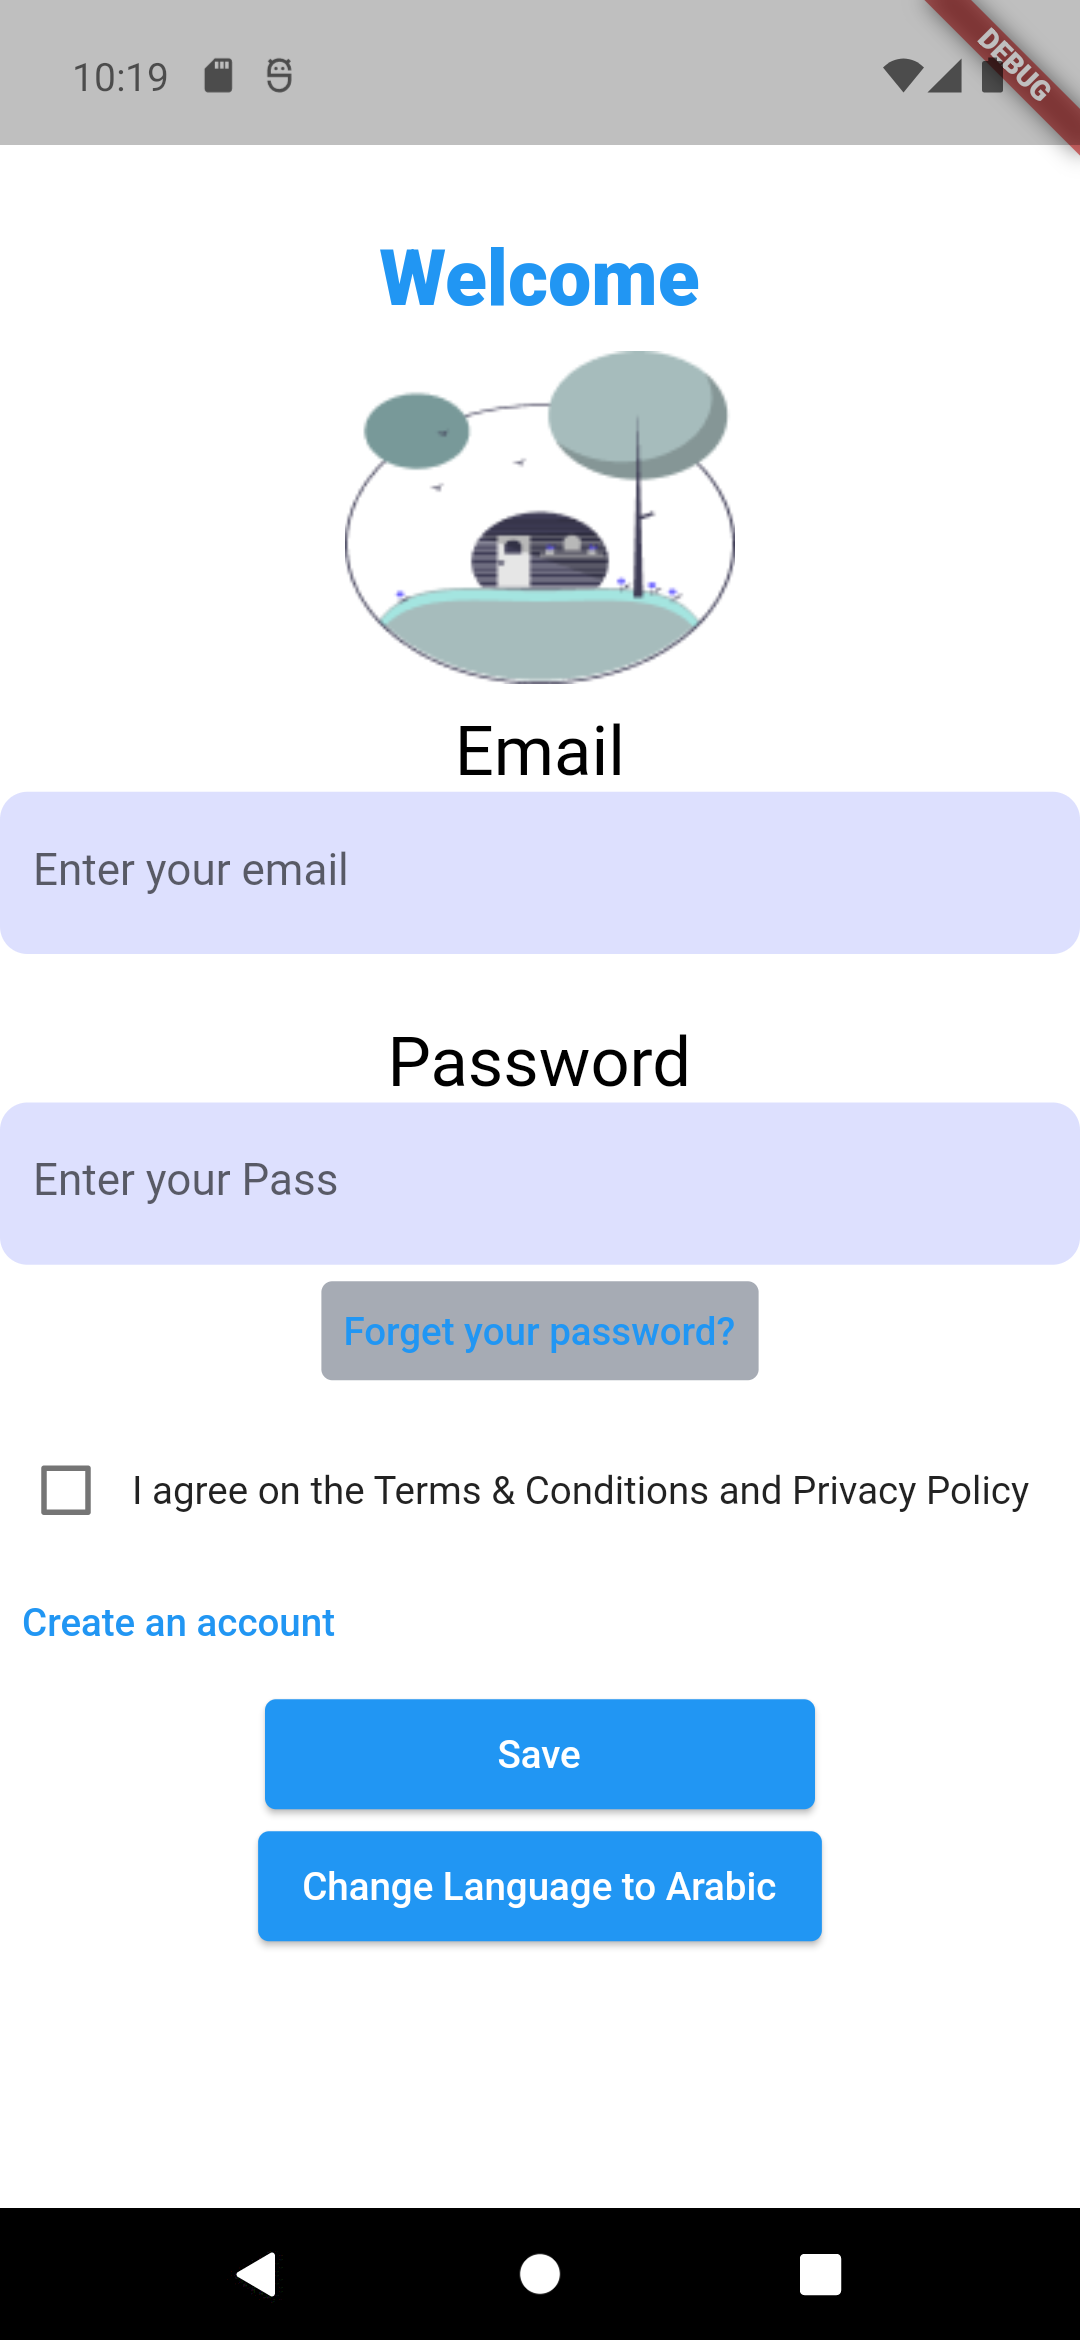 10:19
DEBUG
Welcome
Email
Enter your email
Password
Enter your Pass
Forget your password?
I agree on the Terms & Conditions and Privacy Policy
Create an account
Save
Change Language to Arabic